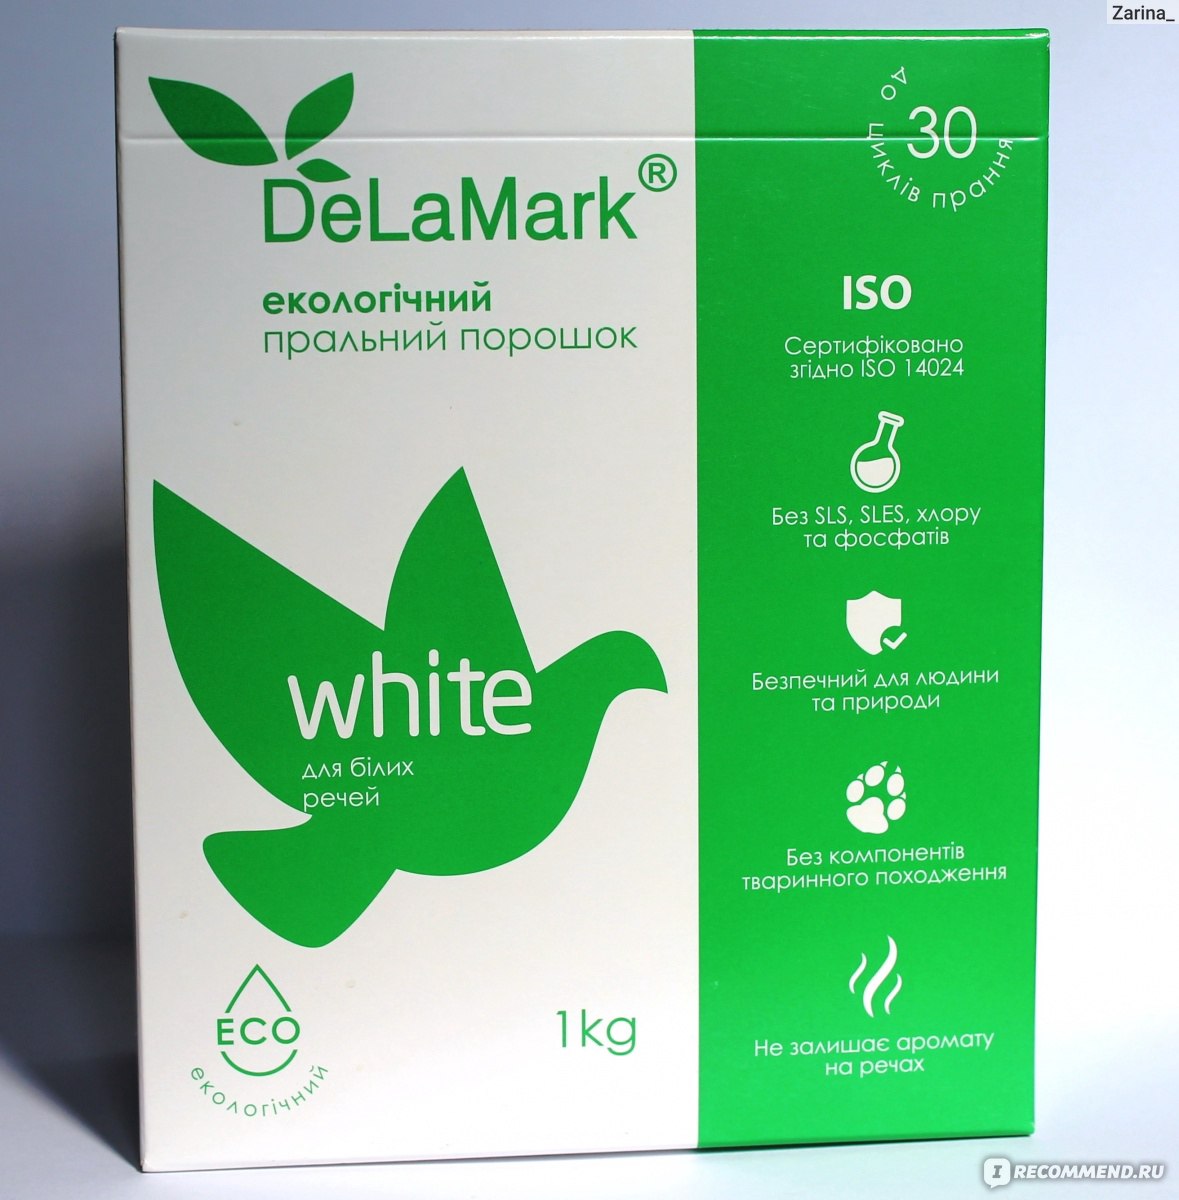 Zarina_
DeLaMark®
екологічний
пральний порошок
white
для білих
речей
ECO
екологічний
1kg
до
30
циклів прання
ISO
Сертифіковано
згідно ISO 14024
Без SLS, SLES, хлору
та фосфатів
Безпечний для людини
та природи
Без компонентів
тваринного походження
Не залишає аромату
на речах
IRECOMMEND.RU